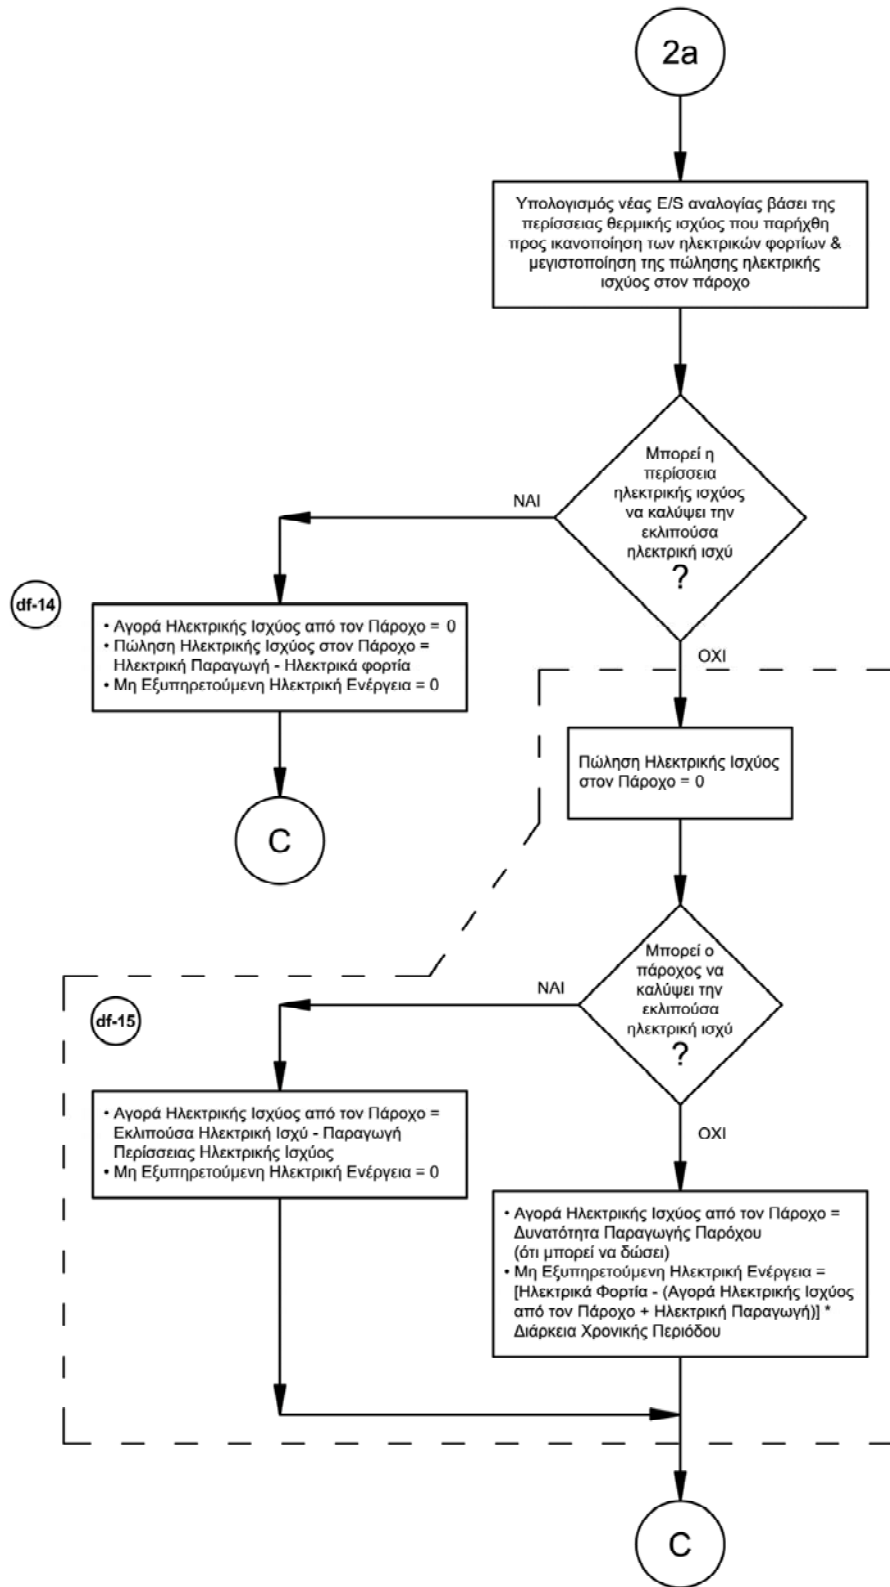 2a
Υπολογισμός νέας E/S αναλογίας βάσει της
περίσσειας θερμικής ισχύος που παρήχθη
προς ικανοποίηση των ηλεκτρικών φορτίων &
μεγιστοποίηση της πώλησης ηλεκτρικής
ισχύος στον πάροχο
Μπορεί η
περίσσεια
ηλεκτρικής ισχύος
να καλύψει την
εκλιπούσα
ηλεκτρική ισχύ
?
ΝΑΙ
ΟΧΙ
df-14
• Αγορά Ηλεκτρικής Ισχύος από τον Πάροχο = 0
• Πώληση Ηλεκτρικής Ισχύος στον Πάροχο =
Ηλεκτρική Παραγωγή - Ηλεκτρικά φορτία
• Μη Εξυπηρετούμενη Ηλεκτρική Ενέργεια = 0
C
Πώληση Ηλεκτρικής Ισχύος
στον Πάροχο = 0
Μπορεί ο
πάροχος να
καλύψει την
εκλιπούσα
ηλεκτρική ισχύ
?
ΝΑΙ
ΟΧΙ
df-15
• Αγορά Ηλεκτρικής Ισχύος από τον Πάροχο =
Εκλιπούσα Ηλεκτρική Ισχύ - Παραγωγή
Περίσσειας Ηλεκτρικής Ισχύος
• Μη Εξυπηρετούμενη Ηλεκτρική Ενέργεια = 0
• Αγορά Ηλεκτρικής Ισχύος από τον Πάροχο =
Δυνατότητα Παραγωγής Παρόχου
(ότι μπορεί να δώσει)
• Μη Εξυπηρετούμενη Ηλεκτρική Ενέργεια =
[Ηλεκτρικά Φορτία - (Αγορά Ηλεκτρικής Ισχύος
από τον Πάροχο + Ηλεκτρική Παραγωγή)] *
Διάρκεια Χρονικής Περιόδου
C